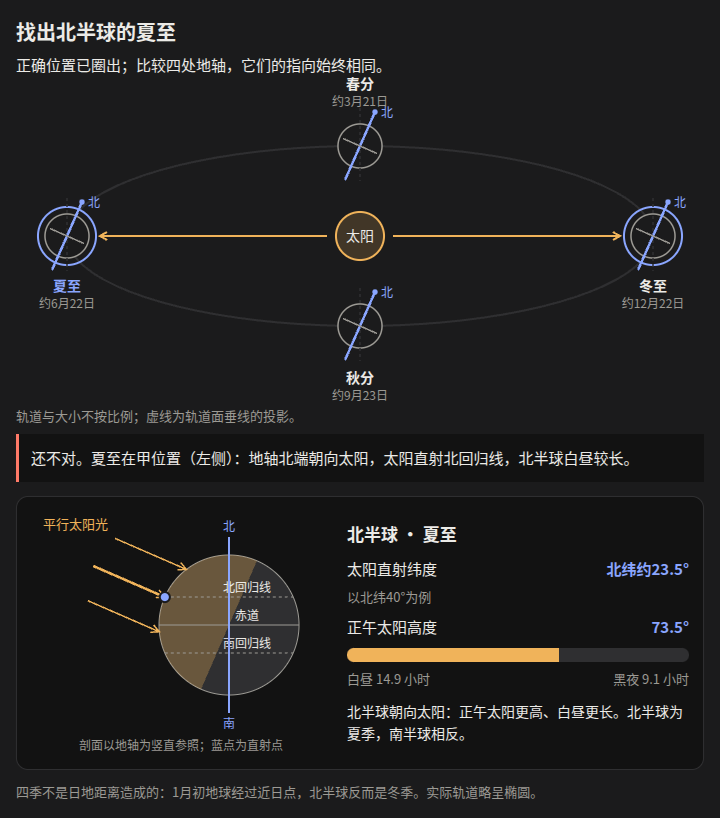 找出北半球的夏至
正确位置已圈出；比较四处地轴，它们的指向始终相同。
春分
约3月21日
北
北
太阳
北
夏至
约6月22日
冬至
约12月22日
北
秋分
约9月23日
轨道与大小不按比例；虚线为轨道面垂线的投影。
还不对。夏至在甲位置（左侧）：地轴北端朝向太阳，太阳直射北回归线，北半球白昼较长。
平行太阳光
北
北回归线
赤道
南回归线
南
剖面以地轴为竖直参照；蓝点为直射点
北半球 · 夏至
太阳直射纬度 北纬约23.5°
以北纬40°为例
正午太阳高度 73.5°
白昼 14.9 小时 黑夜 9.1 小时
北半球朝向太阳：正午太阳更高、白昼更长。北半球为
夏季，南半球相反。
四季不是日地距离造成的：1月初地球经过近日点，北半球反而是冬季。实际轨道略呈椭圆。